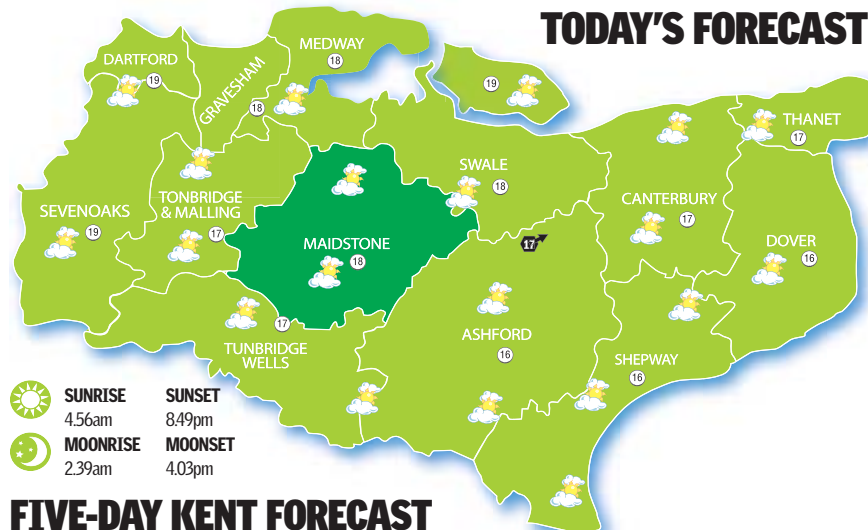 TODAY'S FORECAST
MEDWAY
18
DARTFORD
19
GRAVESHAM
18
19
THANET
17
SWALE
18
TONBRIDGE
& MALLING
17
CANTERBURY
17
SEVENOAKS
19
MAIDSTONE
18
17
DOVER
16
TUNBRIDGE
WELLS
17
ASHFORD
16
SHEPWAY
16
SUNRISE SUNSET
4.56am 8.49pm
MOONRISE MOONSET
2.39am 4.03pm
FIVE-DAY KENT FORECAST